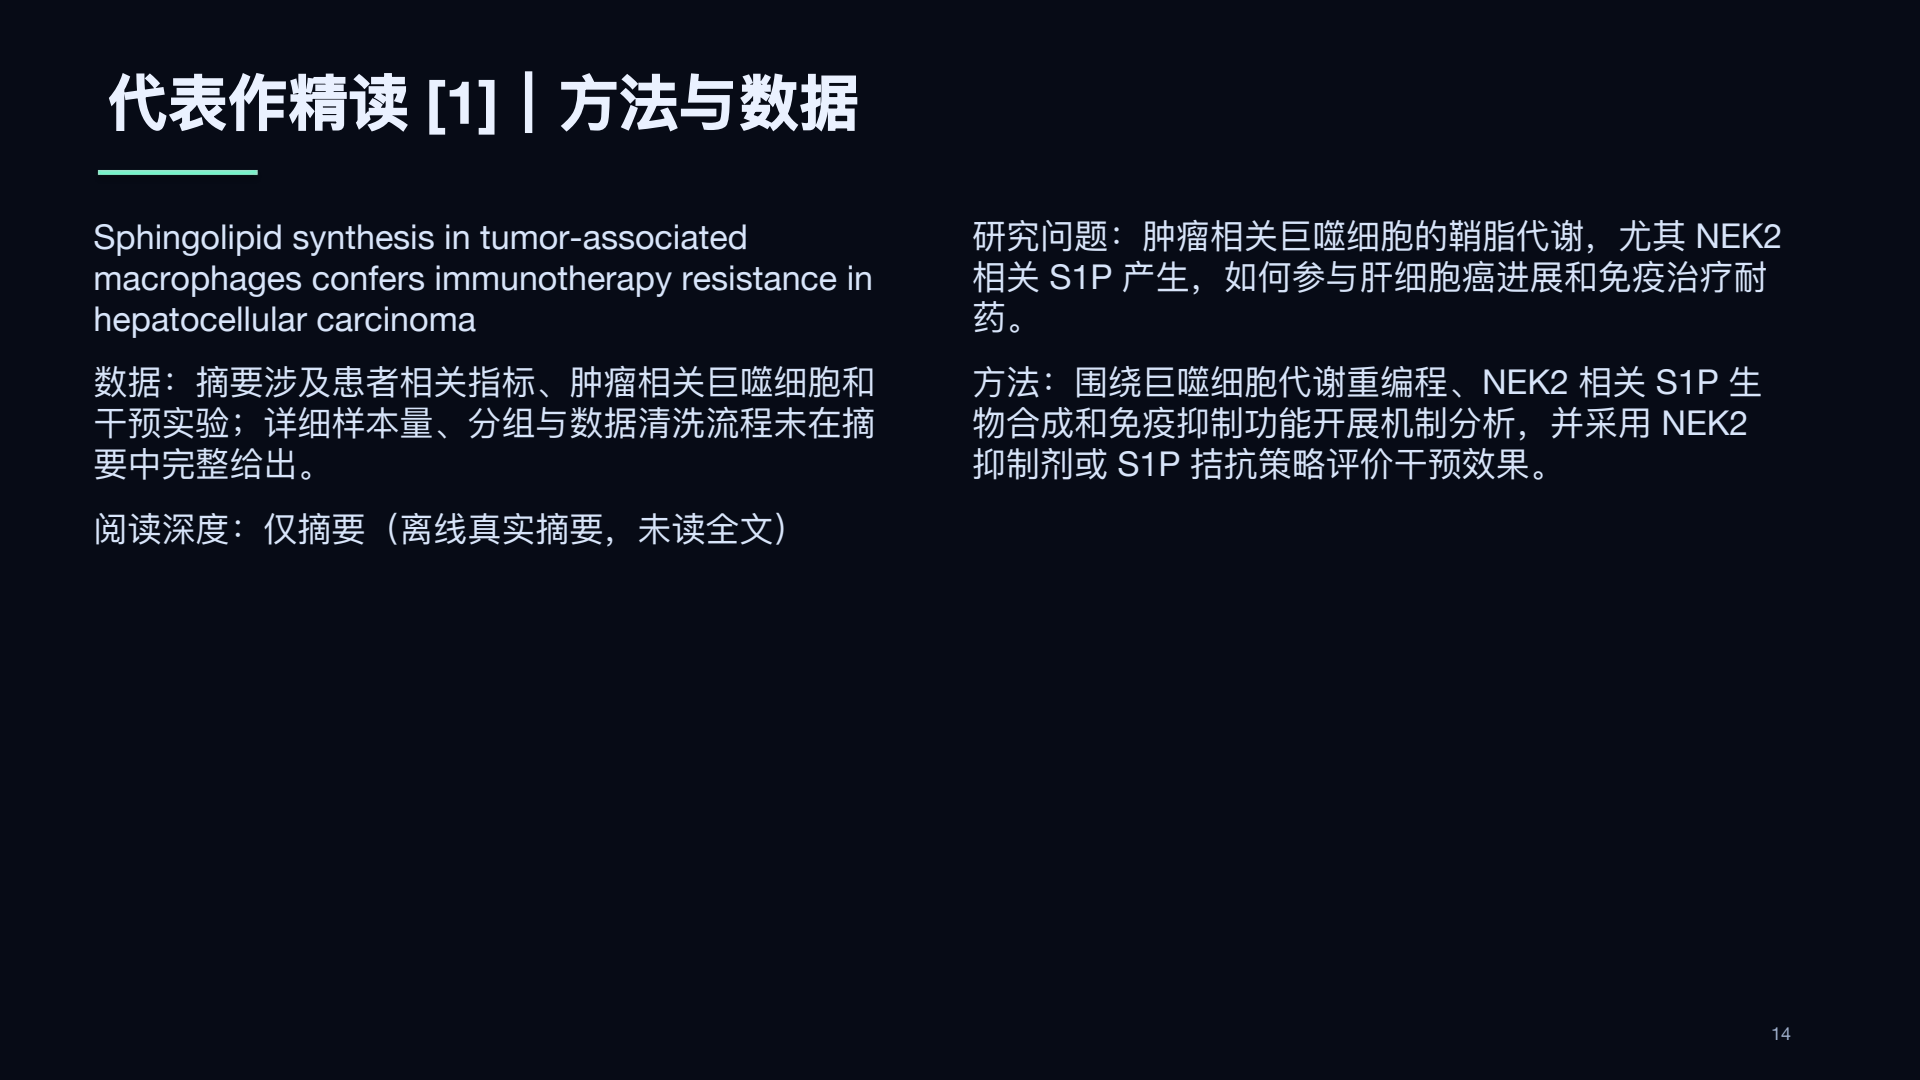 代表作精读 [1]｜方法与数据
Sphingolipid synthesis in tumor-associated
macrophages confers immunotherapy resistance in
hepatocellular carcinoma
数据：摘要涉及患者相关指标、肿瘤相关巨噬细胞和
干预实验；详细样本量、分组与数据清洗流程未在摘
要中完整给出。
阅读深度：仅摘要（离线真实摘要，未读全文）
研究问题：肿瘤相关巨噬细胞的鞘脂代谢，尤其 NEK2
相关 S1P 产生，如何参与肝细胞癌进展和免疫治疗耐
药。
方法：围绕巨噬细胞代谢重编程、NEK2 相关 S1P 生
物合成和免疫抑制功能开展机制分析，并采用 NEK2
抑制剂或 S1P 拮抗策略评价干预效果。
14